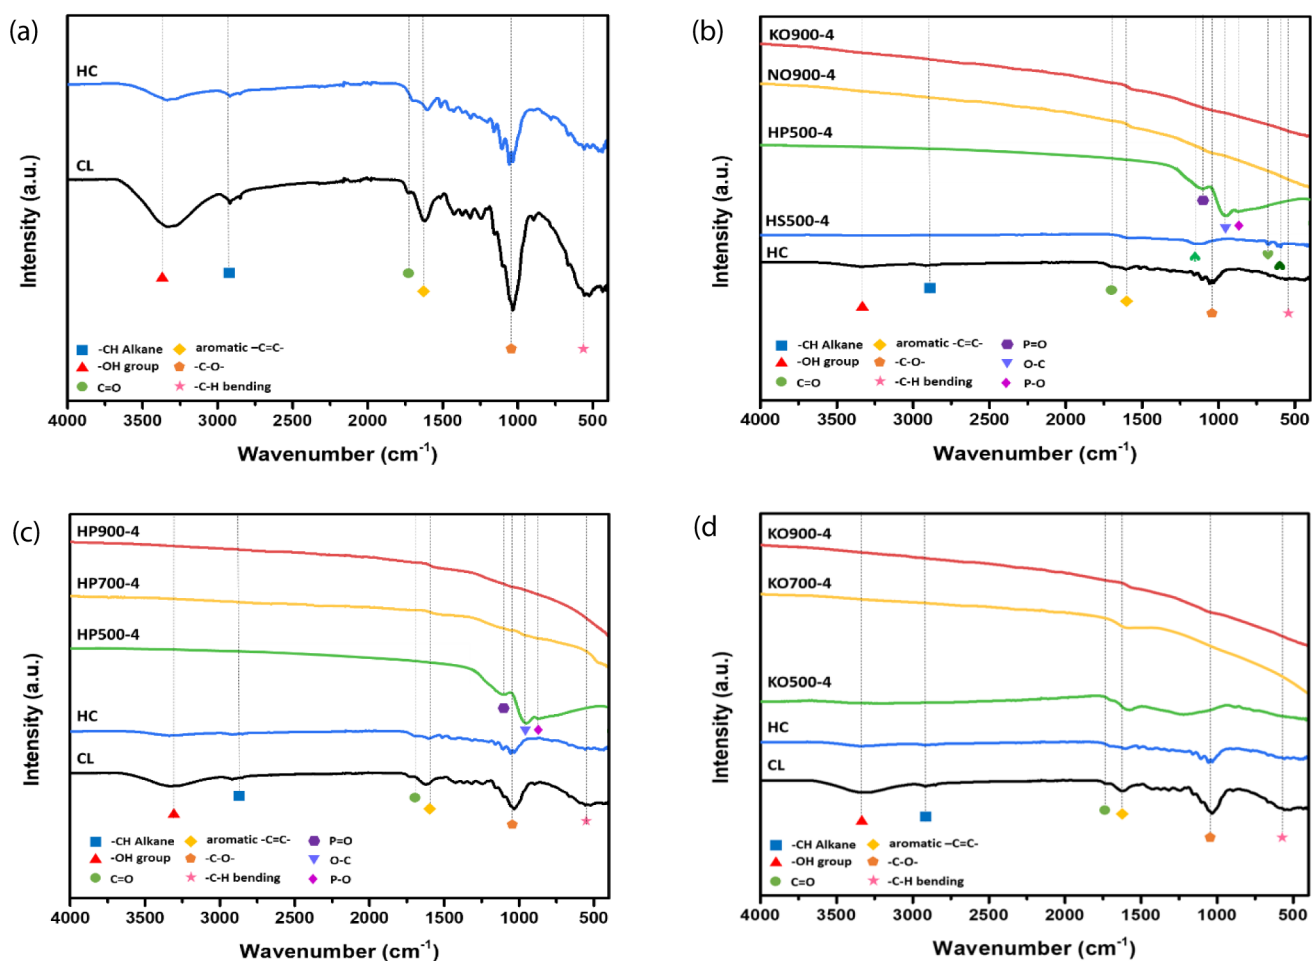 (a)
HC
CL
Intensity (a.u.)
-CH Alkane
aromatic –C=C-
-OH group
-C-O-
C=O
-C-H bending
4000 3500 3000 2500 2000 1500 1000 500
Wavenumber (cm-1)
(b)
KO900-4
NO900-4
HP500-4
HS500-4
HC
Intensity (a.u.)
-CH Alkane
aromatic -C=C-
P=O
-OH group
-C-O-
O-C
C=O
-C-H bending
P-O
4000 3500 3000 2500 2000 1500 1000 500
Wavenumber (cm-1)
(c)
HP900-4
HP700-4
HP500-4
HC
CL
Intensity (a.u.)
-CH Alkane
aromatic -C=C-
P=O
-OH group
-C-O-
O-C
C=O
-C-H bending
P-O
4000 3500 3000 2500 2000 1500 1000 500
Wavenumber (cm-1)
(d)
KO900-4
KO700-4
KO500-4
HC
CL
Intensity (a.u.)
-CH Alkane
aromatic –C=C-
-OH group
-C-O-
C=O
-C-H bending
4000 3500 3000 2500 2000 1500 1000 500
Wavenumber (cm-1)